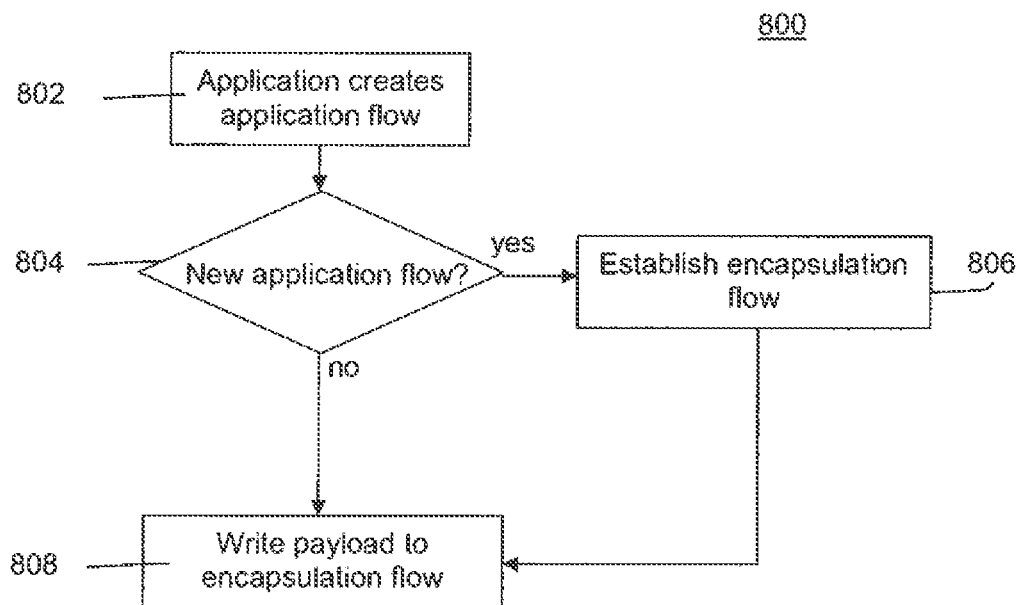 800
802
Application creates
application flow
804
New application flow?
yes
Establish encapsulation
flow
806
no
808
Write payload to
encapsulation flow